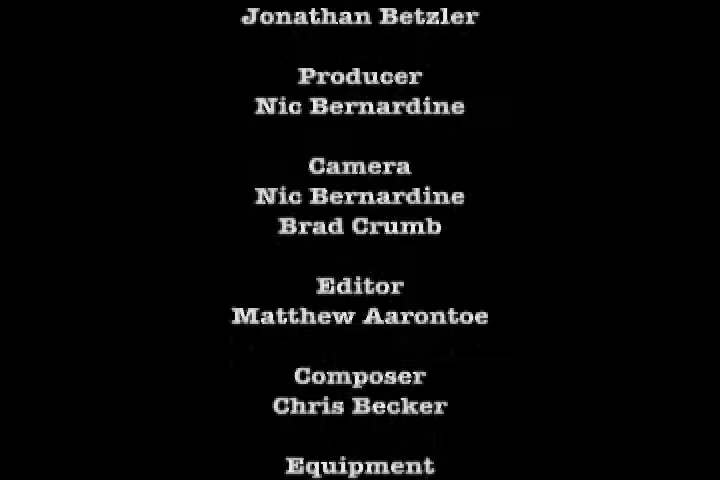 Jonathan Betzler
Producer
Nic Bernardine
Camera
Nic Bernardine
Brad Crumb
Editor
Matthew Aarontoe
Composer
Chris Becker
Equipment